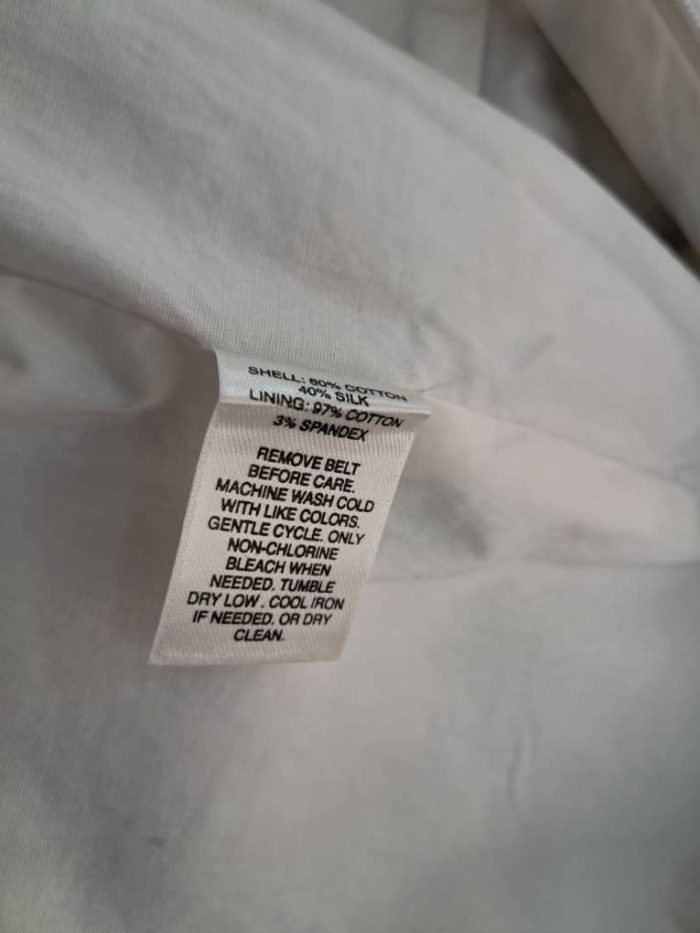 SHELL: 60% COTTON
40% SILK
LINING: 97% COTTON
3% SPANDEX
REMOVE BELT
BEFORE CARE.
MACHINE WASH COLD
WITH LIKE COLORS.
GENTLE CYCLE. ONLY
NON-CHLORINE
BLEACH WHEN
NEEDED. TUMBLE
DRY LOW. COOL IRON
IF NEEDED. OR DRY
CLEAN.